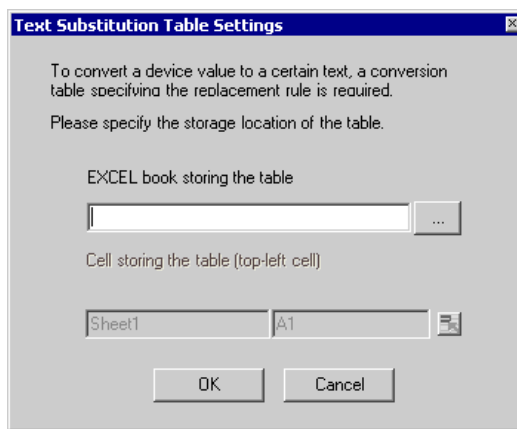 Text Substitution Table Settings
To convert a device value to a certain text, a conversion
table specifying the replacement rule is required.
Please specify the storage location of the table.
EXCEL book storing the table
...
Cell storing the table (top-left cell)
Sheet1 A1
OK Cancel